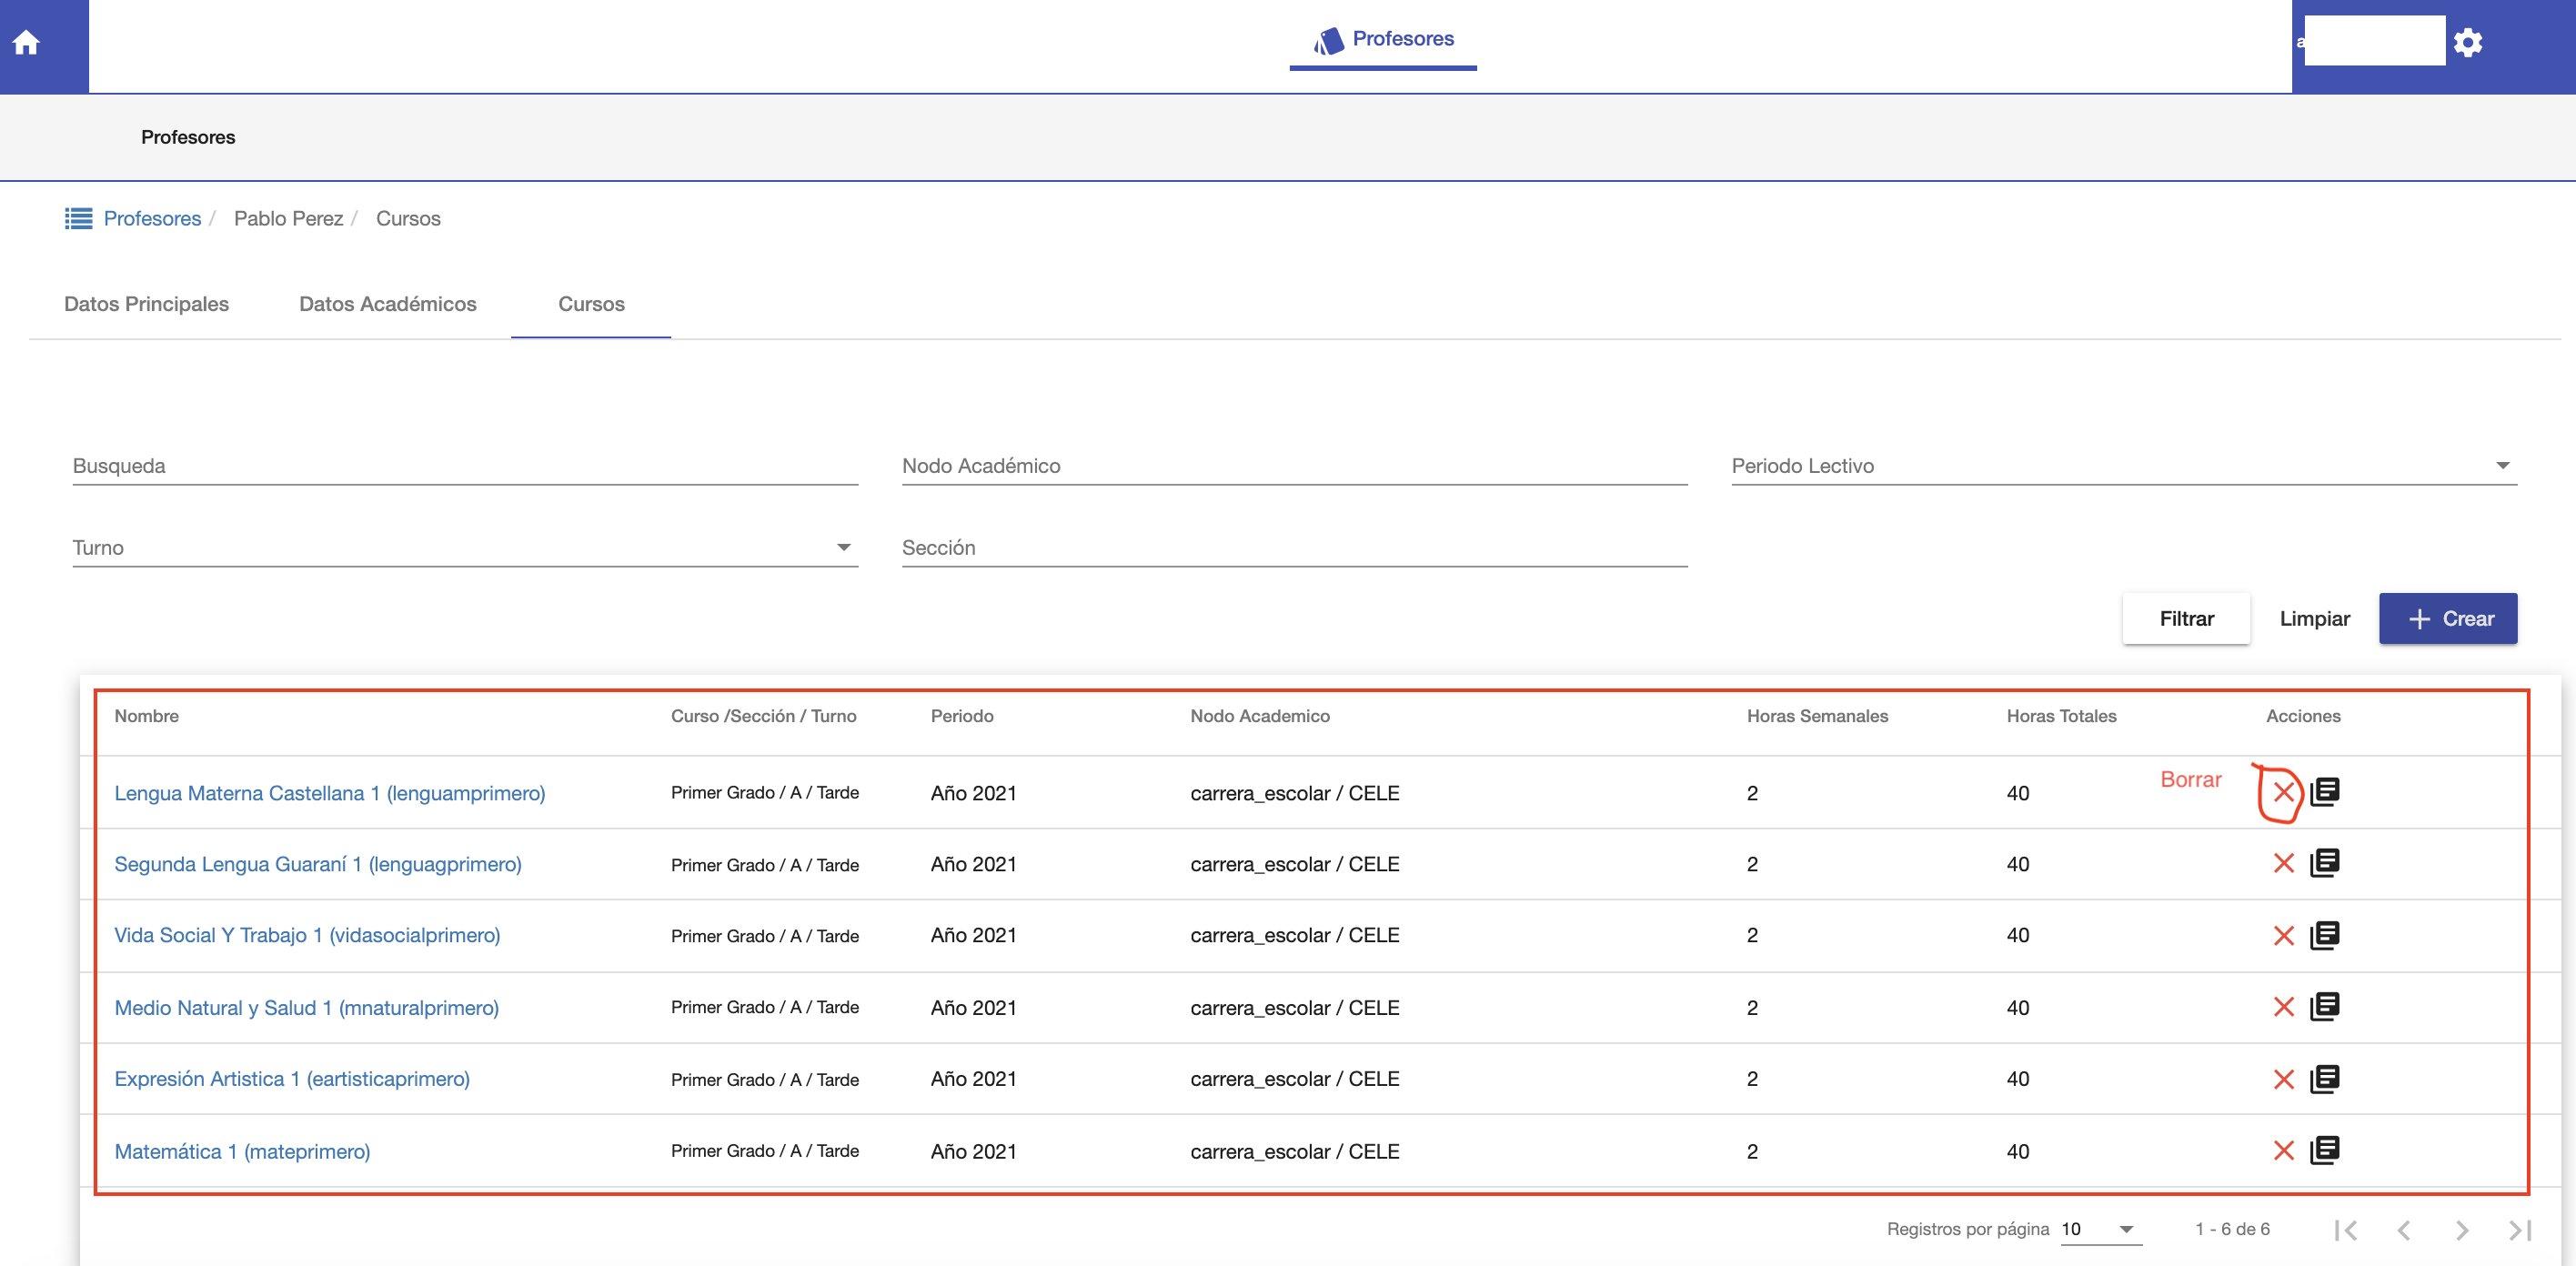 Profesores
a
Profesores
Profesores / Pablo Perez / Cursos
Datos Principales Datos Académicos Cursos
Busqueda Nodo Académico Periodo Lectivo
Turno Sección
Filtrar Limpiar + Crear
Nombre Curso /Sección / Turno Periodo Nodo Academico Horas Semanales Horas Totales Acciones
Lengua Materna Castellana 1 (lenguamprimero) Primer Grado / A / Tarde Año 2021 carrera_escolar / CELE 2 40 Borrar
Segunda Lengua Guaraní 1 (lenguagprimero) Primer Grado / A / Tarde Año 2021 carrera_escolar / CELE 2 40
Vida Social Y Trabajo 1 (vidasocialprimero) Primer Grado / A / Tarde Año 2021 carrera_escolar / CELE 2 40
Medio Natural y Salud 1 (mnaturalprimero) Primer Grado / A / Tarde Año 2021 carrera_escolar / CELE 2 40
Expresión Artistica 1 (eartisticaprimero) Primer Grado / A / Tarde Año 2021 carrera_escolar / CELE 2 40
Matemática 1 (mateprimero) Primer Grado / A / Tarde Año 2021 carrera_escolar / CELE 2 40
Registros por página 10 1 - 6 de 6